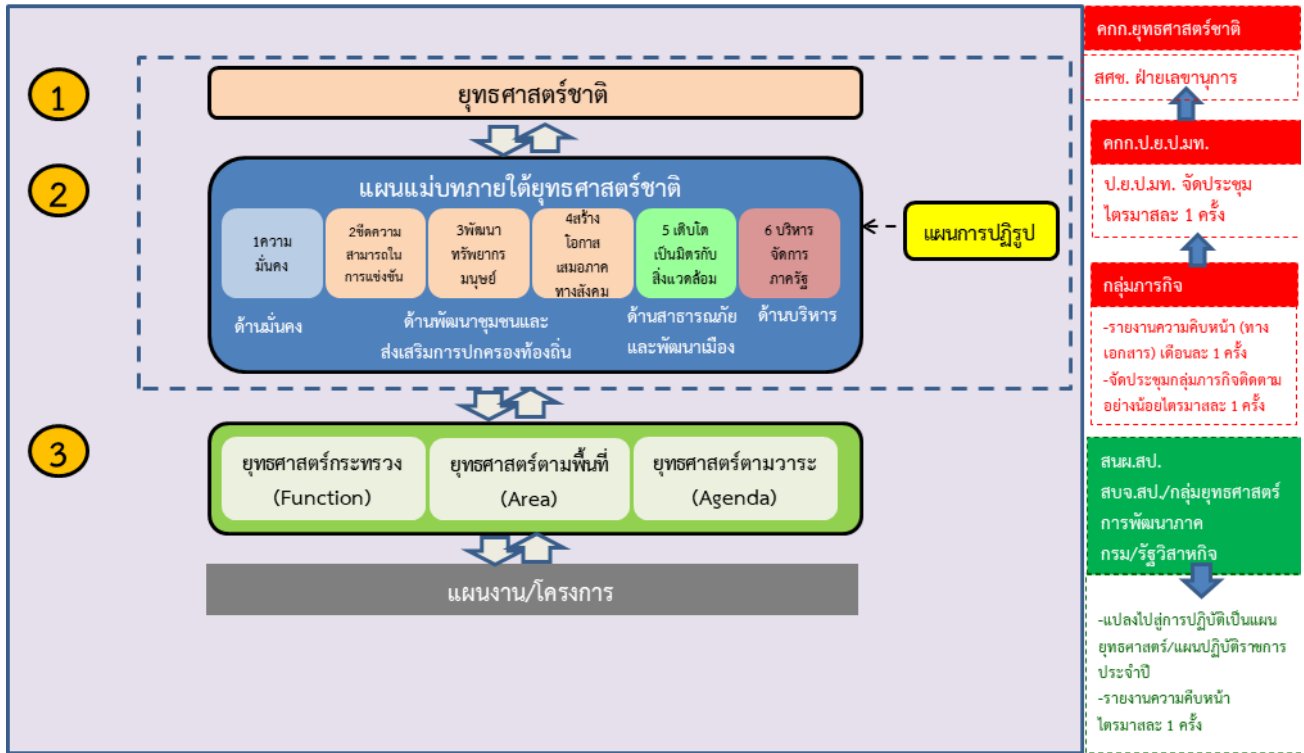 1
ยุทธศาสตร์ชาติ
2
แผนแม่บทภายใต้ยุทธศาสตร์ชาติ
1ความ
มั่นคง
2ขีดความ
สามารถใน
การแข่งขัน
3พัฒนา
ทรัพยากร
มนุษย์
4สร้าง
โอกาส
เสมอภาค
ทางสังคม
5 เติบโต
เป็นมิตรกับ
สิ่งแวดล้อม
6 บริหาร
จัดการ
ภาครัฐ
ด้านมั่นคง
ด้านพัฒนาชุมชนและ
ส่งเสริมการปกครองท้องถิ่น
ด้านสาธารณภัย
และพัฒนาเมือง
ด้านบริหาร
แผนการปฏิรูป
3
ยุทธศาสตร์กระทรวง
(Function)
ยุทธศาสตร์ตามพื้นที่
(Area)
ยุทธศาสตร์ตามวาระ
(Agenda)
แผนงาน/โครงการ
คกก.ยุทธศาสตร์ชาติ
สศช. ฝ่ายเลขานุการ
คกก.ป.ย.ป.มท.
ป.ย.ป.มท. จัดประชุม
ไตรมาสละ 1 ครั้ง
กลุ่มภารกิจ
-รายงานความคืบหน้า (ทาง
เอกสาร) เดือนละ 1 ครั้ง
-จัดประชุมกลุ่มภารกิจติดตาม
อย่างน้อยไตรมาสละ 1 ครั้ง
สนผ.สป.
สบจ.สป./กลุ่มยุทธศาสตร์
การพัฒนาภาค
กรม/รัฐวิสาหกิจ
-แปลงไปสู่การปฏิบัติเป็นแผน
ยุทธศาสตร์/แผนปฏิบัติราชการ
ประจำปี
-รายงานความคืบหน้า
ไตรมาสละ 1 ครั้ง